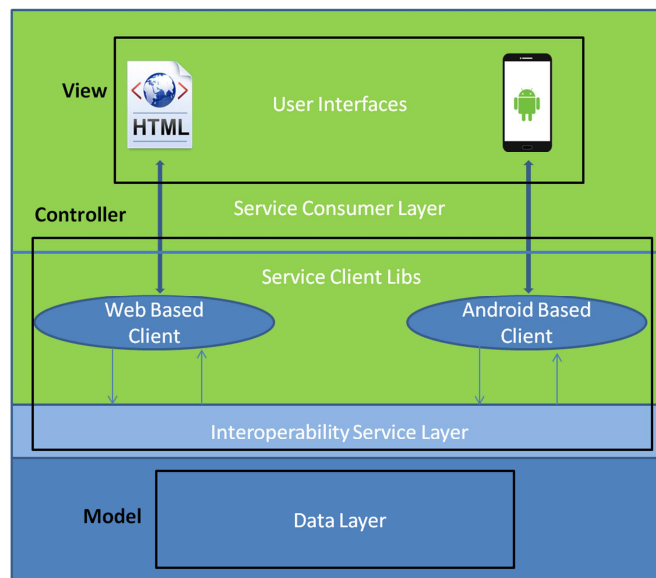 View
HTML
User Interfaces
Controller
Service Consumer Layer
Service Client Libs
Web Based
Client
Android Based
Client
Interoperability Service Layer
Model
Data Layer